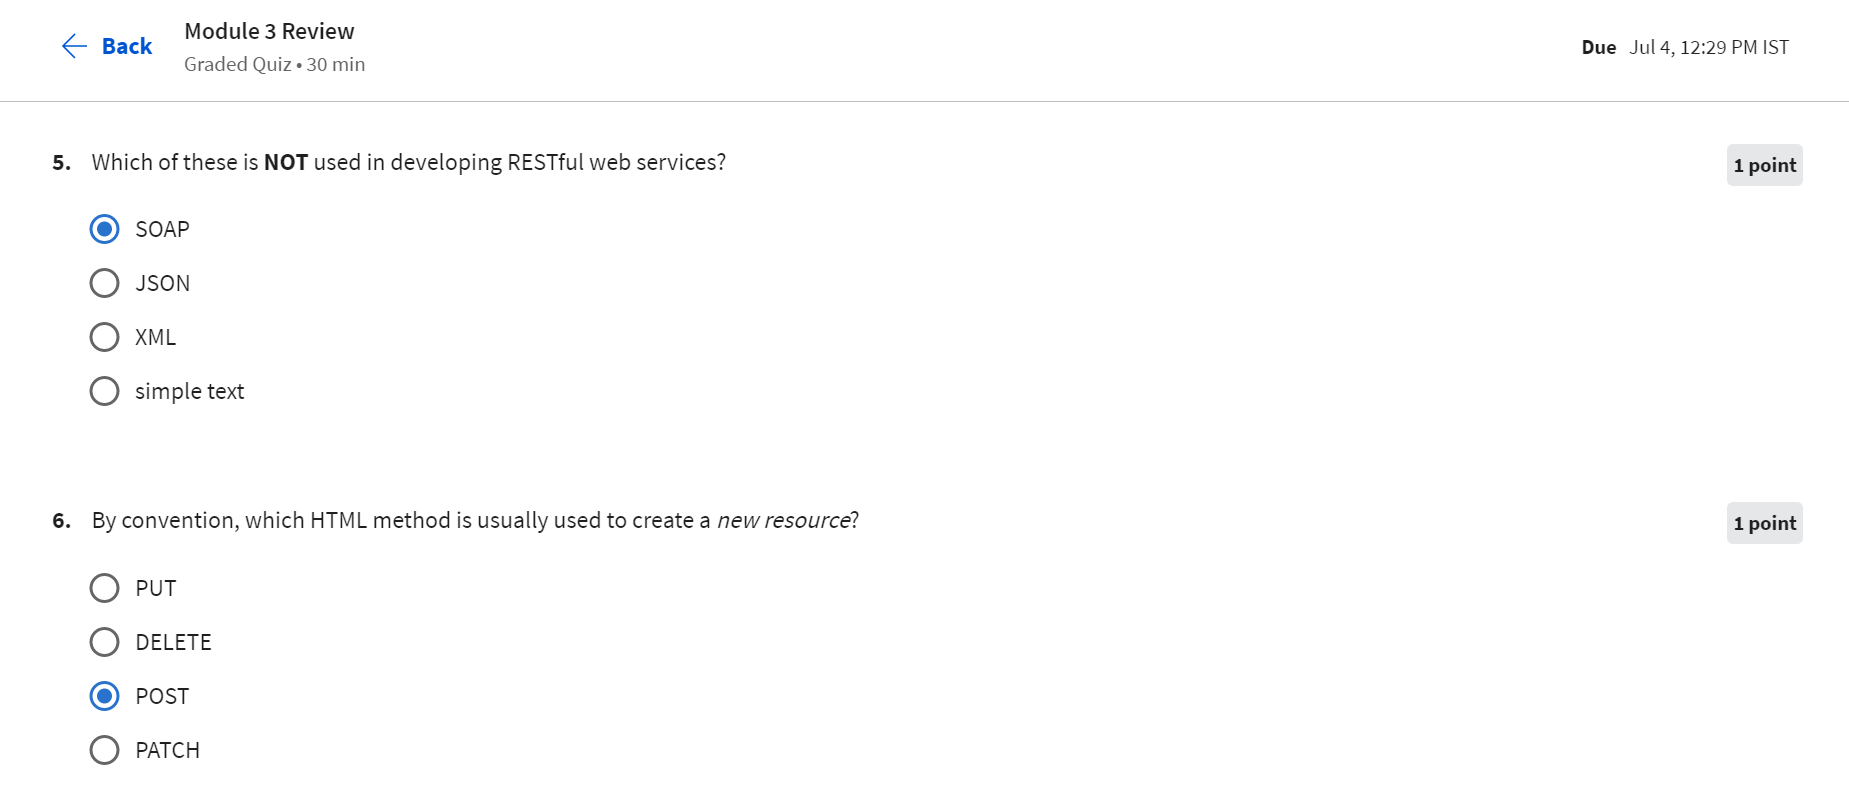 Back
Module 3 Review
Graded Quiz • 30 min
Due Jul 4, 12:29 PM IST
5. Which of these is NOT used in developing RESTful web services?
1 point
SOAP
JSON
XML
simple text
6. By convention, which HTML method is usually used to create a new resource?
1 point
PUT
DELETE
POST
PATCH